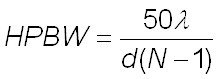 HPBW = 50λ / d(N − 1)